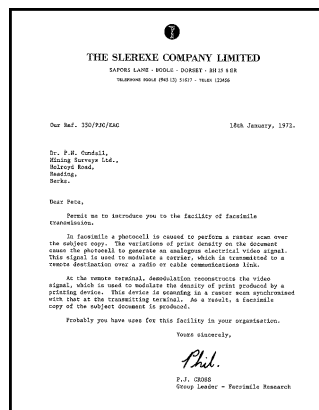 THE SLEREXE COMPANY LIMITED
SAPORS LANE - BOOLE - DORSET - BH 25 8 ER
TELEPHONE BOOLE (945 13) 51617 - TELEX 123456
Our Ref. 350/PJC/EAC 18th January, 1972.
Dr. P.N. Cundall,
Mining Surveys Ltd.,
Holroyd Road,
Reading,
Berks.
Dear Pete,
Permit me to introduce you to the facility of facsimile
transmission.
In facsimile a photocell is caused to perform a raster scan over
the subject copy. The variations of print density on the document
cause the photocell to generate an analogous electrical video signal.
This signal is used to modulate a carrier, which is transmitted to a
remote destination over a radio or cable communications link.
At the remote terminal, demodulation reconstructs the video
signal, which is used to modulate the density of print produced by a
printing device. This device is scanning in a raster scan synchronised
with that at the transmitting terminal. As a result, a facsimile
copy of the subject document is produced.
Probably you have uses for this facility in your organisation.
Yours sincerely,
Phil.
P.J. CROSS
Group Leader - Facsimile Research